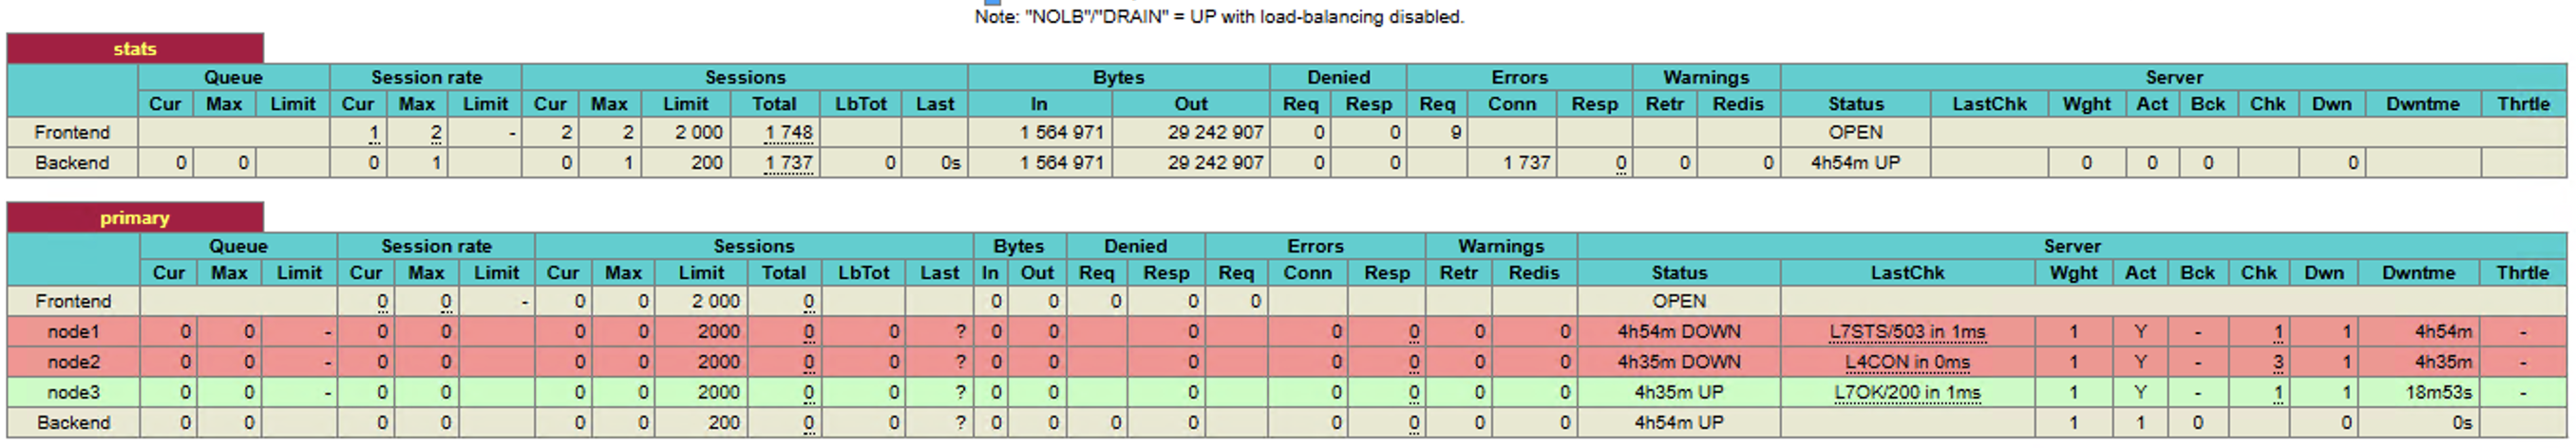 Note: "NOLB"/"DRAIN" = UP with load-balancing disabled.
stats
Queue Session rate Sessions Bytes Denied Errors Warnings Server
Cur Max Limit Cur Max Limit Cur Max Limit Total LbTot Last In Out Req Resp Req Conn Resp Retr Redis Status LastChk Wght Act Bck Chk Dwn Dwntme Thrtle
Frontend 1 2 - 2 2 2 000 1 748 1 564 971 29 242 907 0 0 9 OPEN
Backend 0 0 0 1 0 1 200 1 737 0 0s 1 564 971 29 242 907 0 0 1 737 0 0 0 4h54m UP 0 0 0 0
primary
Queue Session rate Sessions Bytes Denied Errors Warnings Server
Cur Max Limit Cur Max Limit Cur Max Limit Total LbTot Last In Out Req Resp Req Conn Resp Retr Redis Status LastChk Wght Act Bck Chk Dwn Dwntme Thrtle
Frontend 0 0 - 0 0 2 000 0 0 0 0 0 0 OPEN
node1 0 0 - 0 0 0 0 2000 0 0 ? 0 0 0 0 0 0 0 4h54m DOWN L7STS/503 in 1ms 1 Y - 1 1 4h54m -
node2 0 0 - 0 0 0 0 2000 0 0 ? 0 0 0 0 0 0 0 4h35m DOWN L4CON in 0ms 1 Y - 3 1 4h35m -
node3 0 0 - 0 0 0 0 2000 0 0 ? 0 0 0 0 0 0 0 4h35m UP L7OK/200 in 1ms 1 Y - 1 1 18m53s -
Backend 0 0 0 0 0 0 200 0 0 ? 0 0 0 0 0 0 0 0 4h54m UP 1 1 0 0 0s